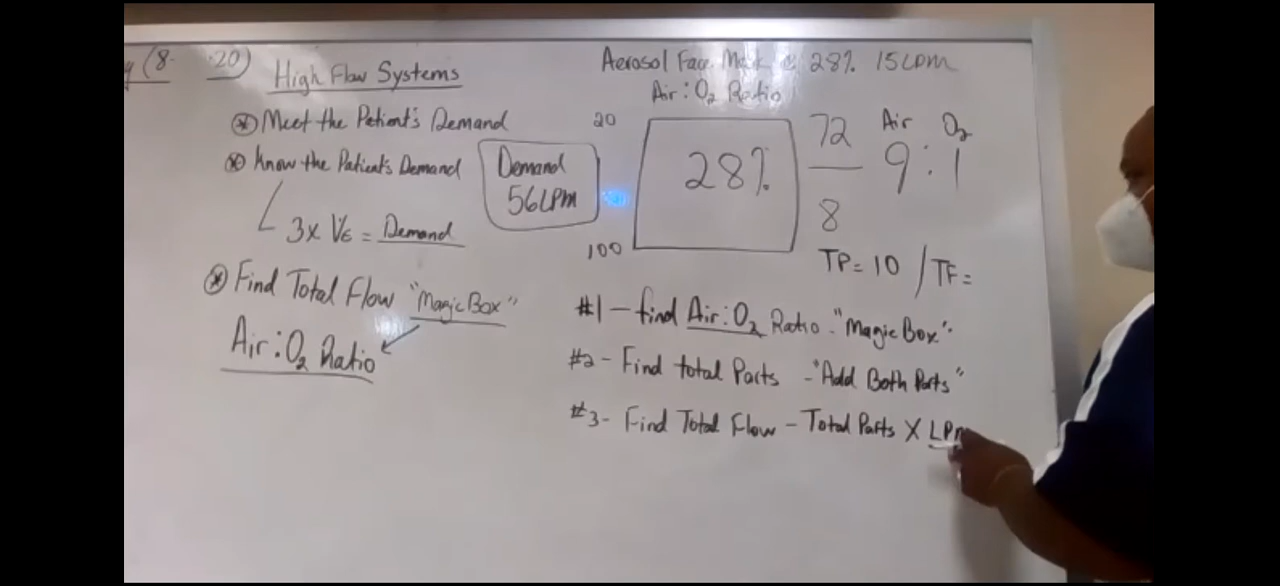 (8- -20)
High Flow Systems
* Meet the Patient's Demand
* Know the Patient's Demand
3x VE = Demand
* Find Total Flow "Magic Box"
Air:O2 Ratio
Demand
56LPM
Aerosol Face Mask @ 28% 15LPM
Air:O2 Ratio
20
28%
100
72
8
Air O2
9:1
TP=10 / TF=
#1 - find Air:O2 Ratio - "Magic Box".
#2 - Find total Parts - "Add Both Parts"
#3 - Find Total Flow - Total Parts X LPM